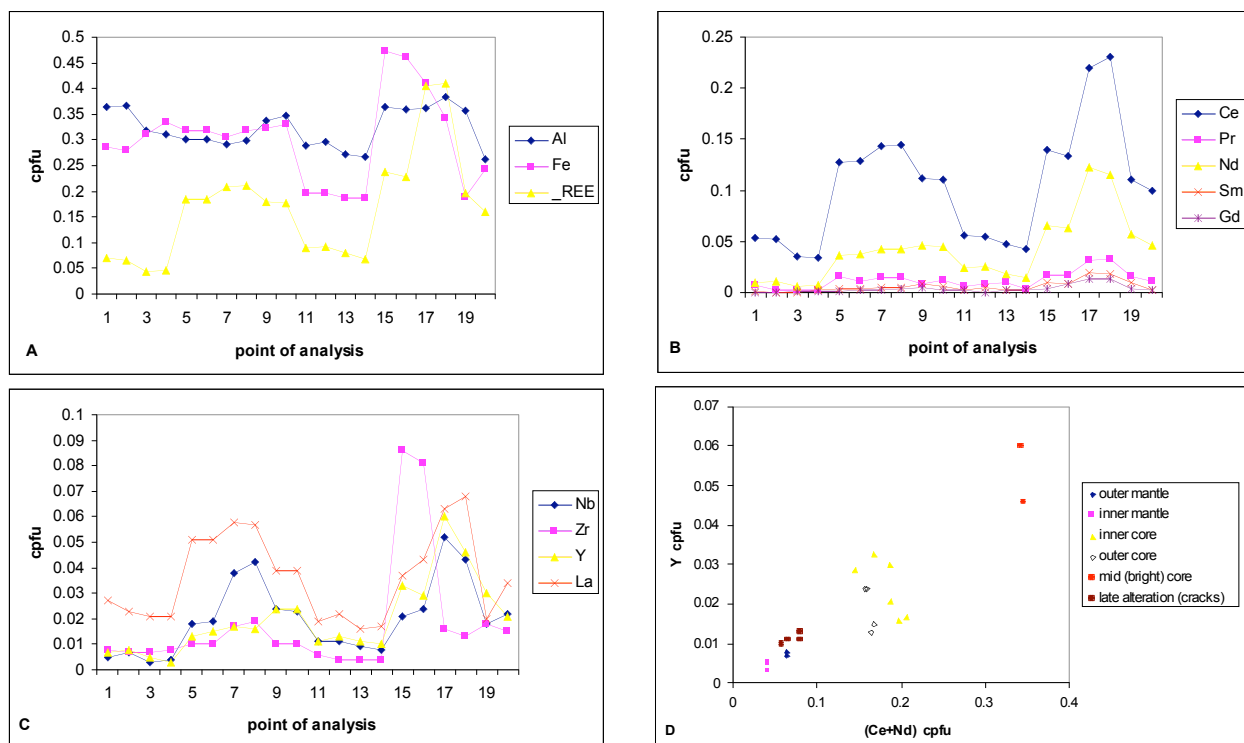 0.5
0.45
0.4
0.35
0.3
0.25
0.2
0.15
0.1
0.05
0
cpfu
1 3 5 7 9 11 13 15 17 19
point of analysis
A
Al
Fe
_REE
0.25
0.2
0.15
0.1
0.05
0
cpfu
1 3 5 7 9 11 13 15 17 19
point of analysis
B
Ce
Pr
Nd
Sm
Gd
0.1
0.09
0.08
0.07
0.06
0.05
0.04
0.03
0.02
0.01
0
cpfu
1 3 5 7 9 11 13 15 17 19
point of analysis
C
Nb
Zr
Y
La
0.07
0.06
0.05
0.04
0.03
0.02
0.01
0
Y cpfu
0 0.1 0.2 0.3 0.4
(Ce+Nd) cpfu
D
outer mantle
inner mantle
inner core
outer core
mid (bright) core
late alteration (cracks)